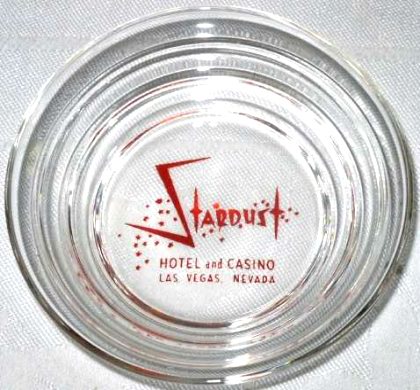 STARDUST
HOTEL and CASINO
LAS VEGAS, NEVADA